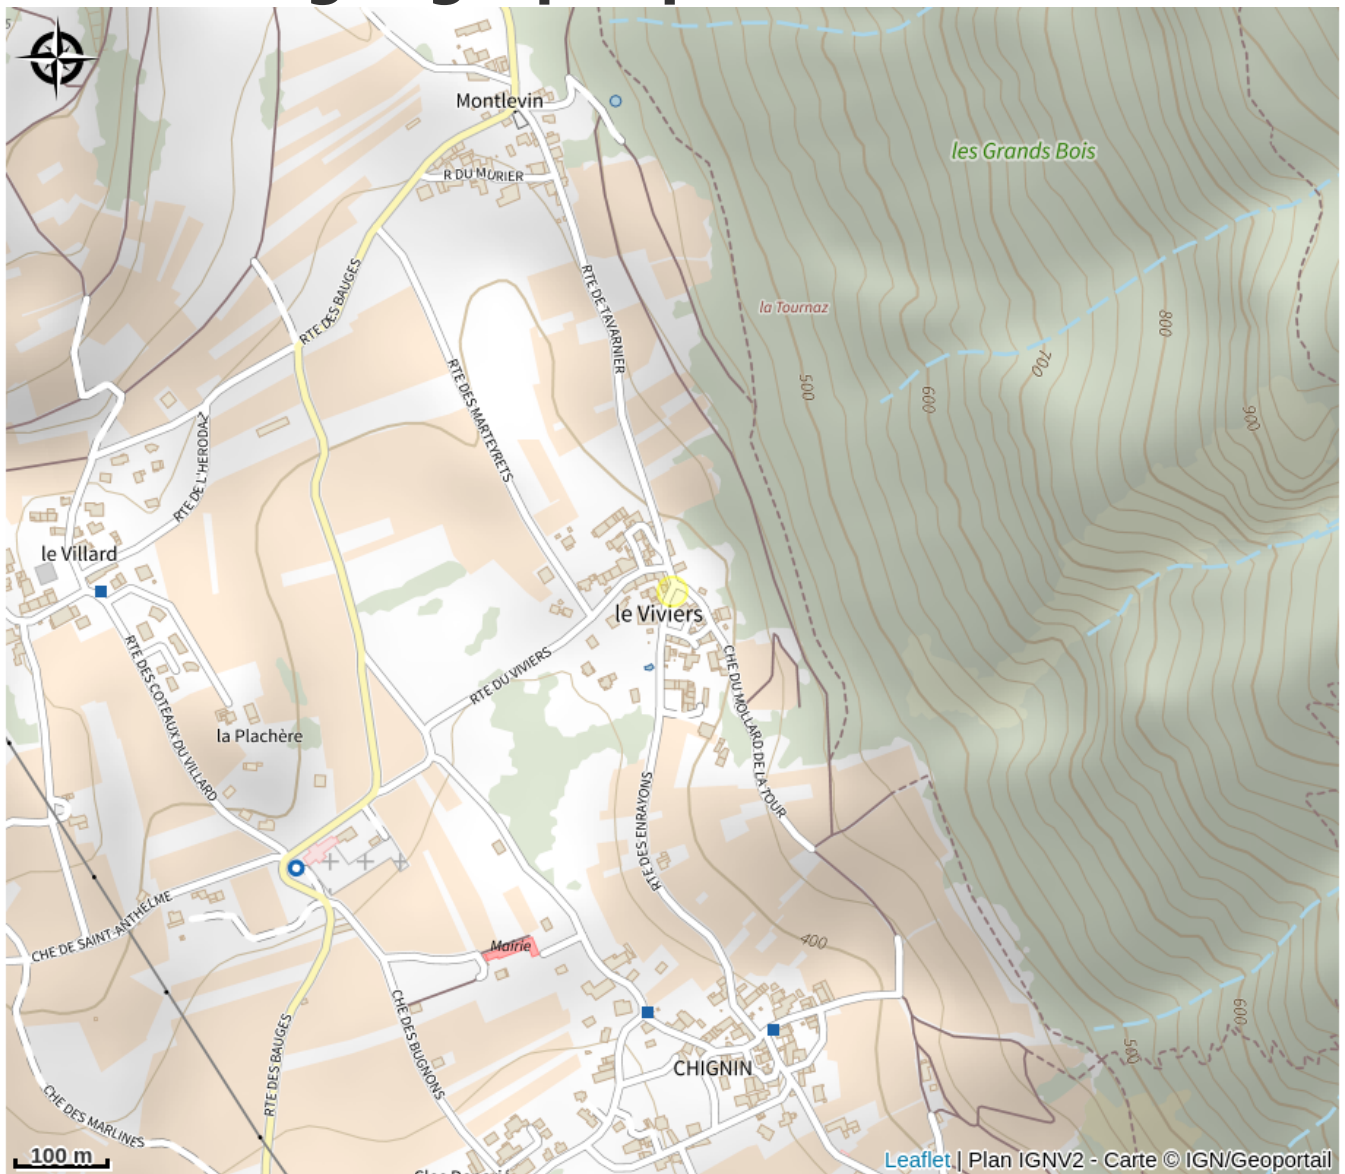 Montlevin
les Grands Bois
R DU MURIER
RTE DES BAUGES
RTE DE TAVARNIER
la Tournaz
800
700
500
600
900
RTE DES MARTEYRETS
RTE DE L'HERODAZ
le Villard
le Viviers
RTE DU VIVIERS
CHE DU MOLLARD DE LA TOUR
RTE DES COTEAUX DU VILLARD
la Plachère
RTE DES ENRAYONS
CHE DE SAINT-ANTHELME
Mairie
400
CHE DES BUGNONS
RTE DES BAUGES
600
500
CHIGNIN
CHE DES MARLINES
100 m
Leaflet | Plan IGNV2 - Carte © IGN/Geoportail